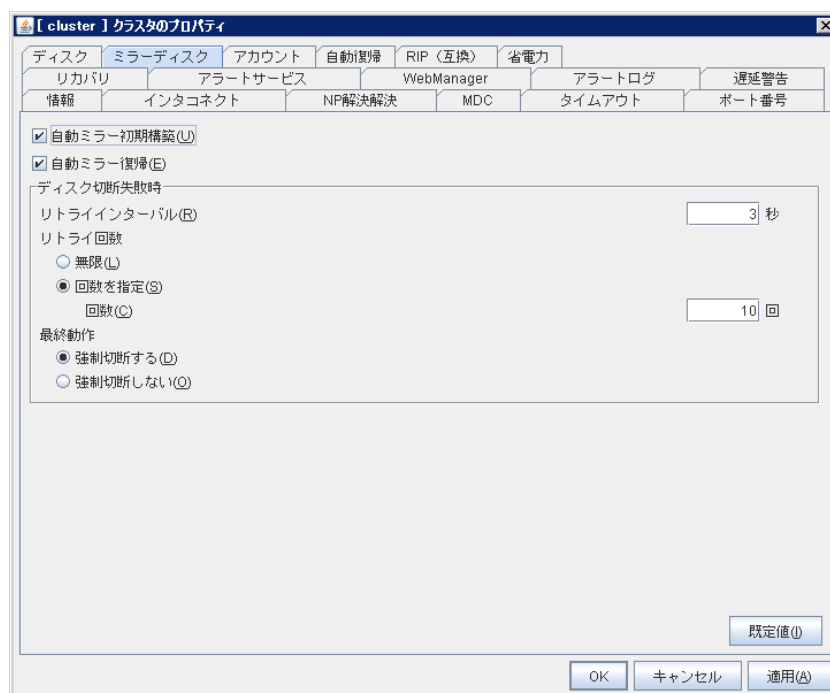 [ cluster ] クラスタのプロパティ
ディスク ミラーディスク アカウント 自動復帰 RIP（互換） 省電力
リカバリ アラートサービス WebManager アラートログ 遅延警告
情報 インタコネクト NP解決解決 MDC タイムアウト ポート番号
自動ミラー初期構築(U)
自動ミラー復帰(E)
ディスク切断失敗時
リトライインターバル(R) 3 秒
リトライ回数
無限(L)
回数を指定(S)
回数(C) 10 回
最終動作
強制切断する(D)
強制切断しない(O)
既定値(I)
OK キャンセル 適用(A)